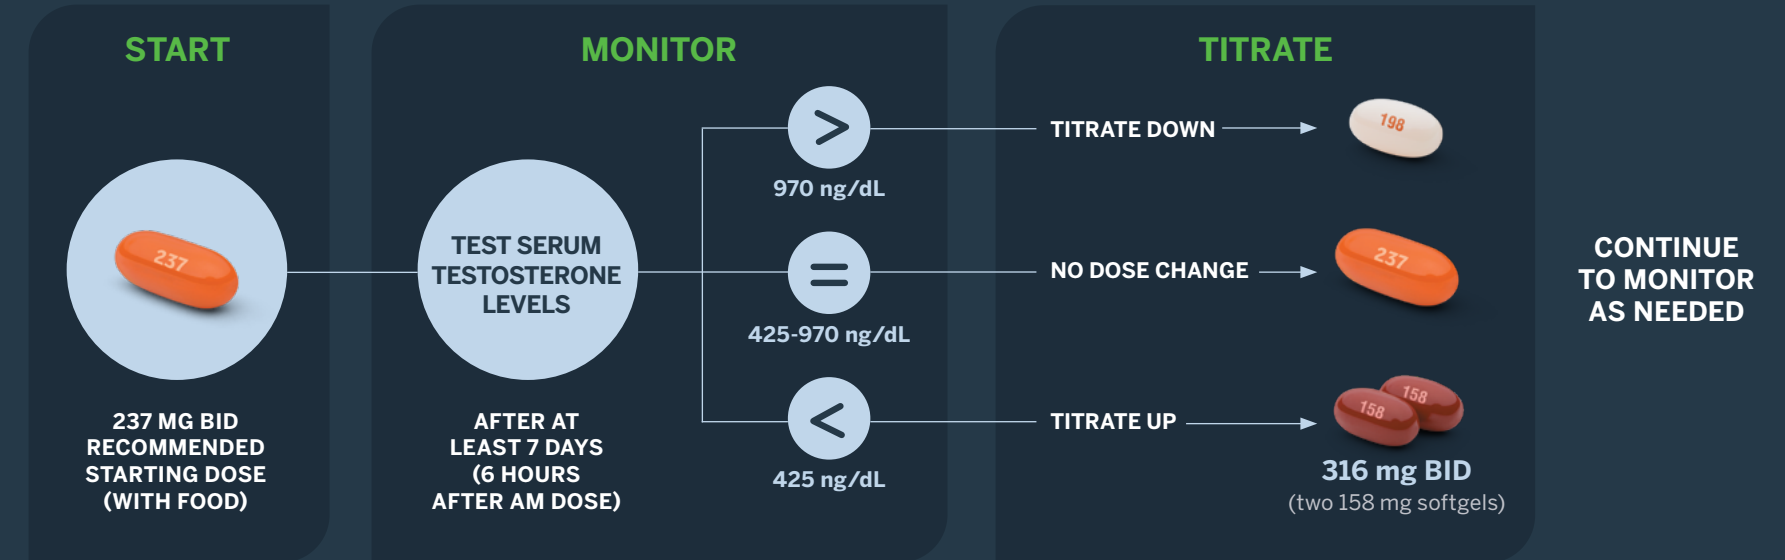 START
237
237 MG BID
RECOMMENDED
STARTING DOSE
(WITH FOOD)
MONITOR
TEST SERUM
TESTOSTERONE
LEVELS
AFTER AT
LEAST 7 DAYS
(6 HOURS
AFTER AM DOSE)
>
970 ng/dL
=
425-970 ng/dL
<
425 ng/dL
TITRATE
TITRATE DOWN
198
NO DOSE CHANGE
237
TITRATE UP
158
158
316 mg BID
(two 158 mg softgels)
CONTINUE
TO MONITOR
AS NEEDED